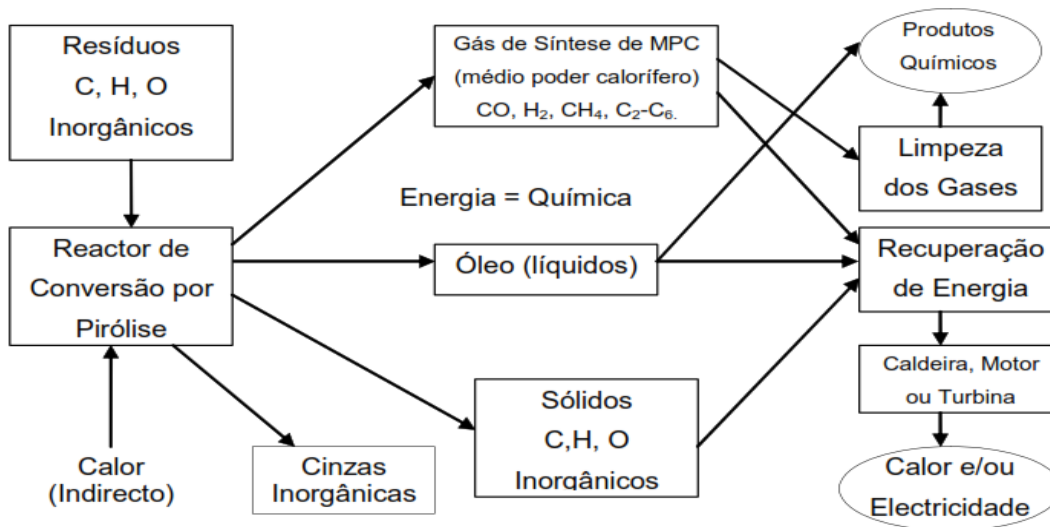 Resíduos
C, H, O
Inorgânicos
Gás de Síntese de MPC
(médio poder calorífero)
CO, H₂, CH₄, C₂-C₆.
Produtos
Químicos
Limpeza
dos Gases
Energia = Química
Reactor de
Conversão por
Pirólise
Óleo (líquidos)
Recuperação
de Energia
Caldeira, Motor
ou Turbina
Sólidos
C,H, O
Inorgânicos
Calor
(Indirecto)
Cinzas
Inorgânicas
Calor e/ou
Electricidade